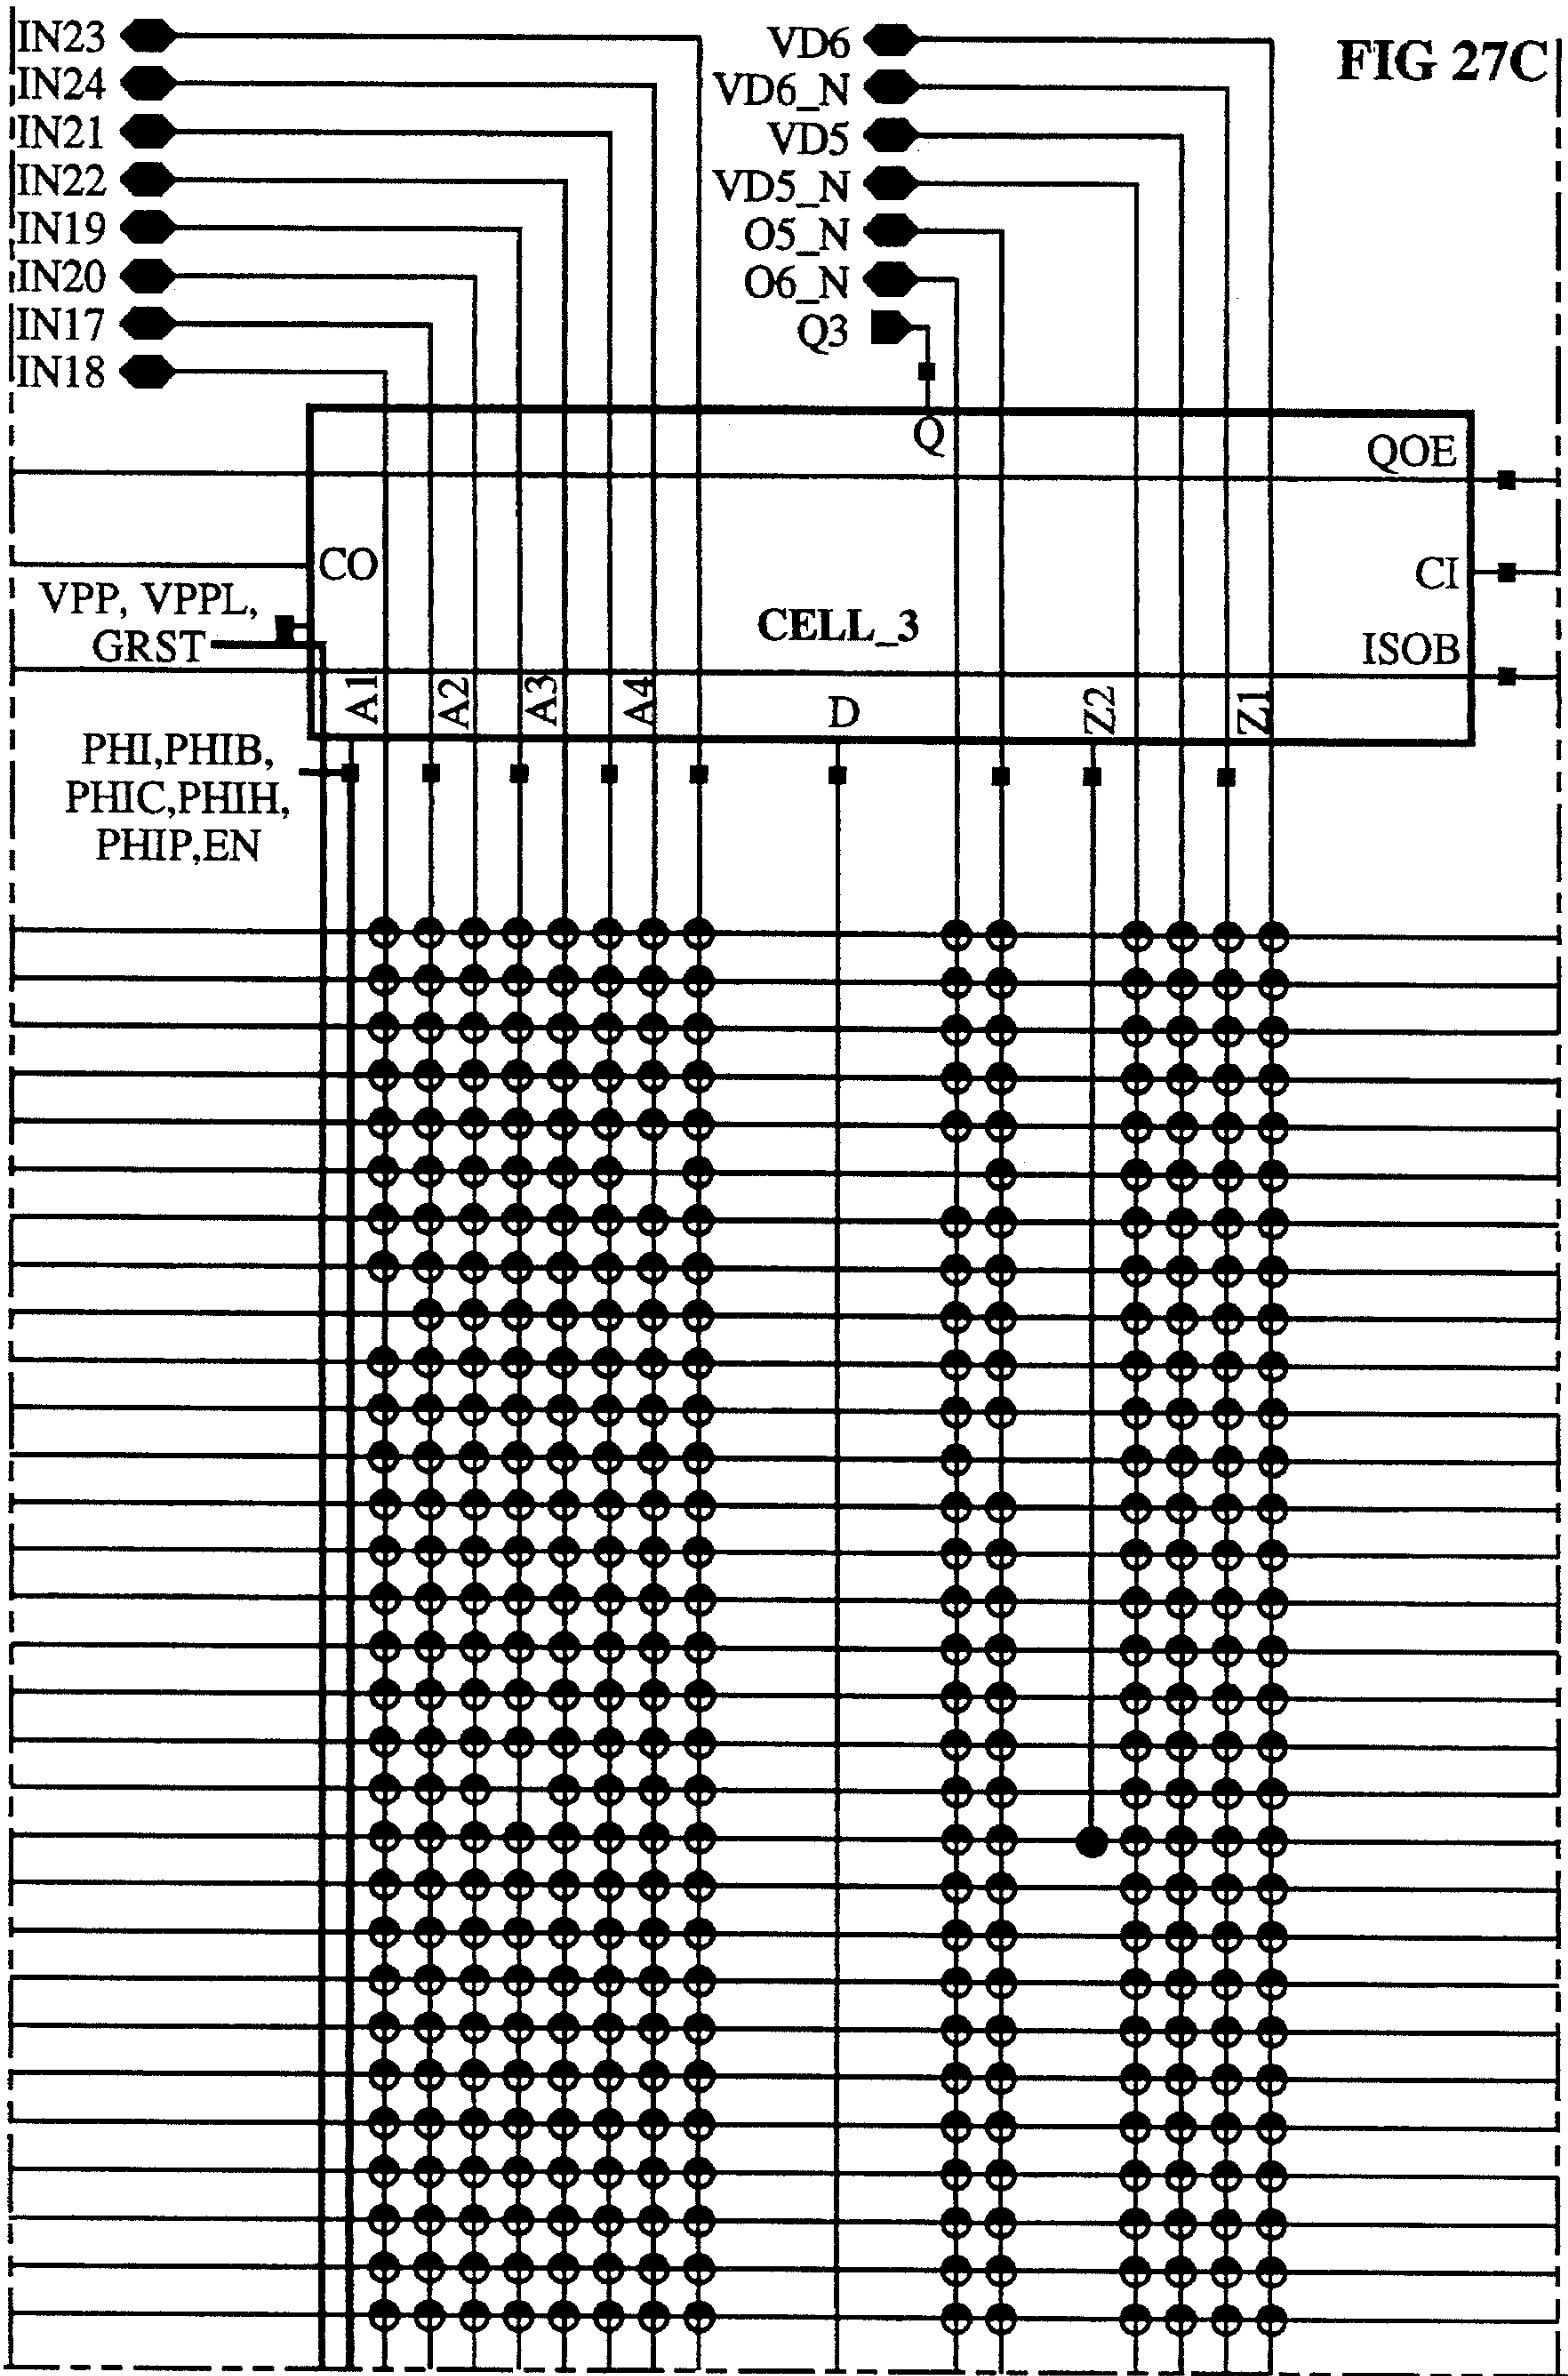 FIG 27C
IN23
IN24
IN21
IN22
IN19
IN20
IN17
IN18
VD6
VD6_N
VD5
VD5_N
O5_N
O6_N
Q3
Q
QOE
CO
CI
VPP, VPPL,
GRST
CELL_3
ISOB
A1
A2
A3
A4
D
Z2
Z1
PHI,PHIB,
PHIC,PHIH,
PHIP,EN